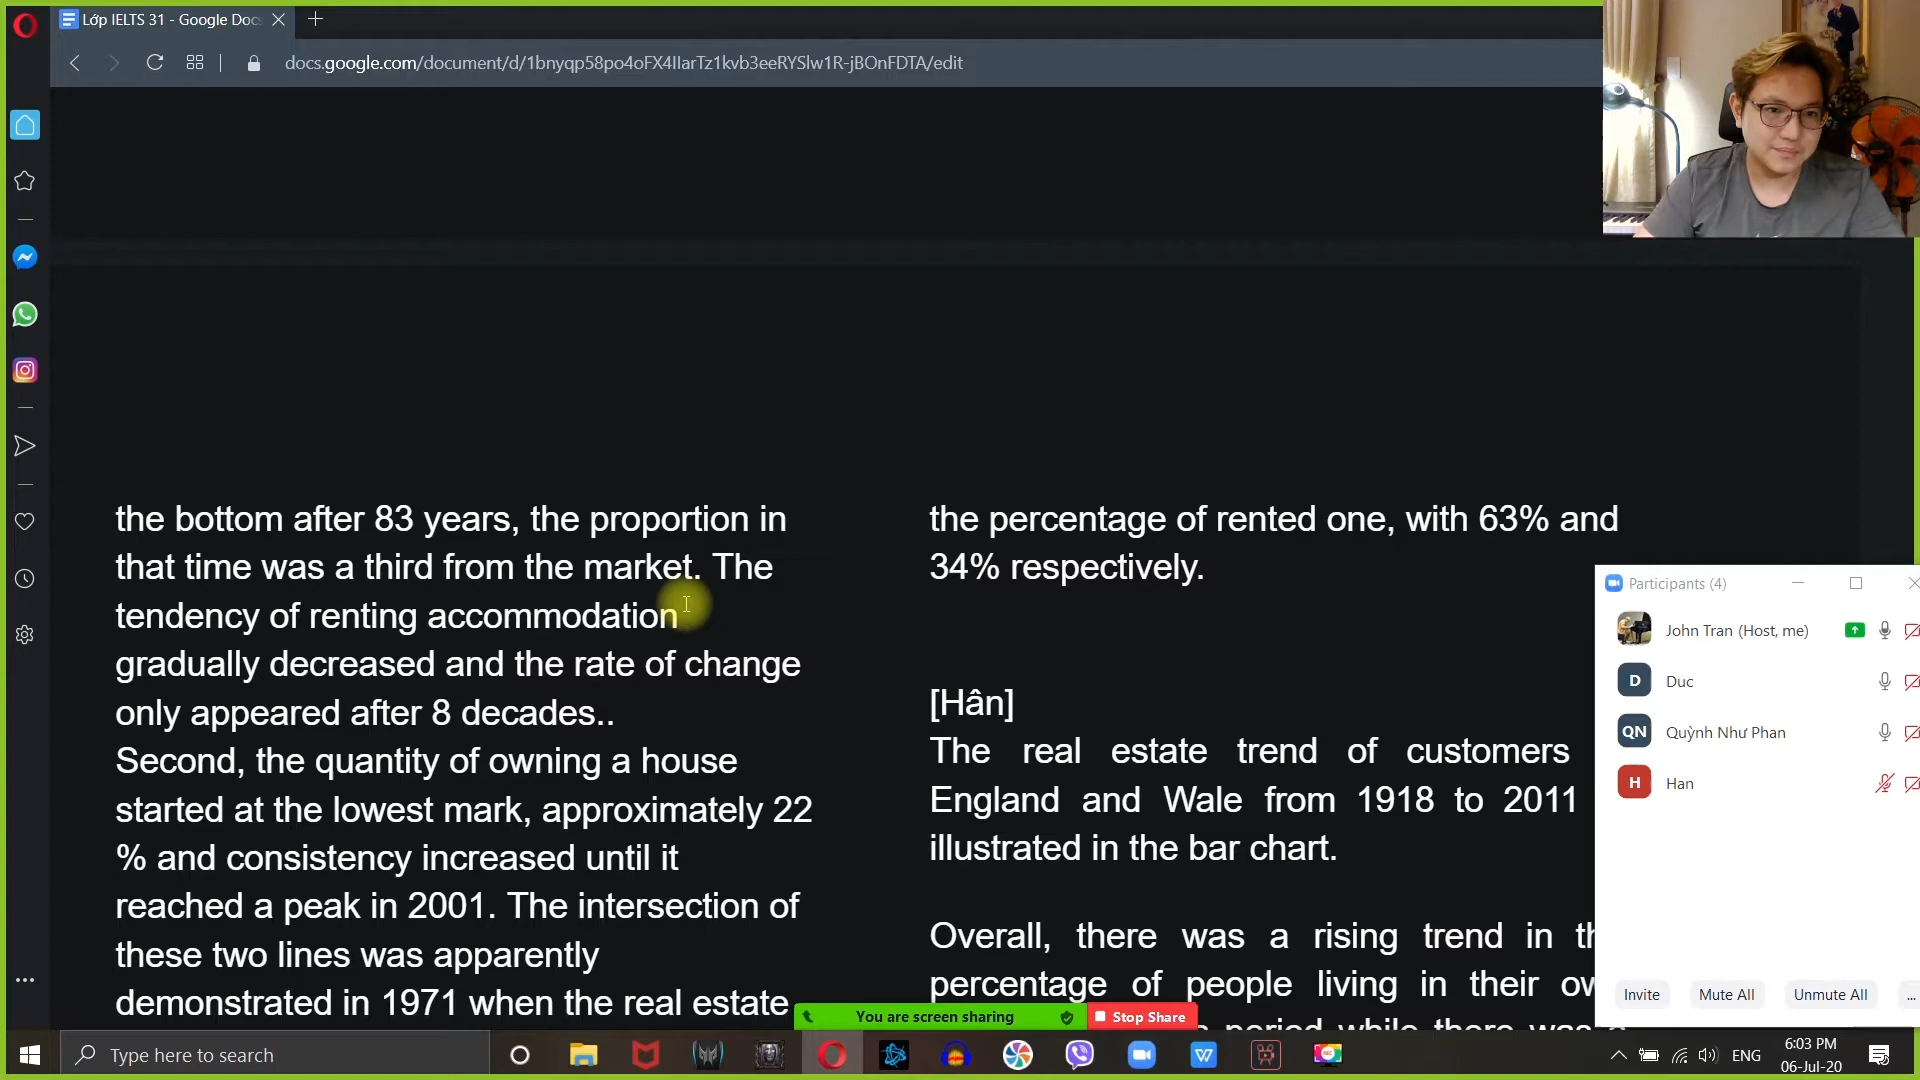 Lớp IELTS 31 - Google Doc
docs.google.com/document/d/1bnyqp58po4oFX4IIarTz1kvb3eeRYSlw1R-jBOnFDTA/edit
the bottom after 83 years, the proportion in
that time was a third from the market. The
tendency of renting accommodation
gradually decreased and the rate of change
only appeared after 8 decades..
Second, the quantity of owning a house
started at the lowest mark, approximately 22
% and consistency increased until it
reached a peak in 2001. The intersection of
these two lines was apparently
demonstrated in 1971 when the real estate
the percentage of rented one, with 63% and
34% respectively.
[Hân]
The real estate trend of customers
England and Wale from 1918 to 2011
illustrated in the bar chart.
Overall, there was a rising trend in th
percentage of people living in their ow
period while there was a
Participants (4)
John Tran (Host, me)
D Duc
QN Quỳnh Như Phan
H Han
Invite Mute All Unmute All ...
You are screen sharing Stop Share
Type here to search
ENG
6:03 PM
06-Jul-20